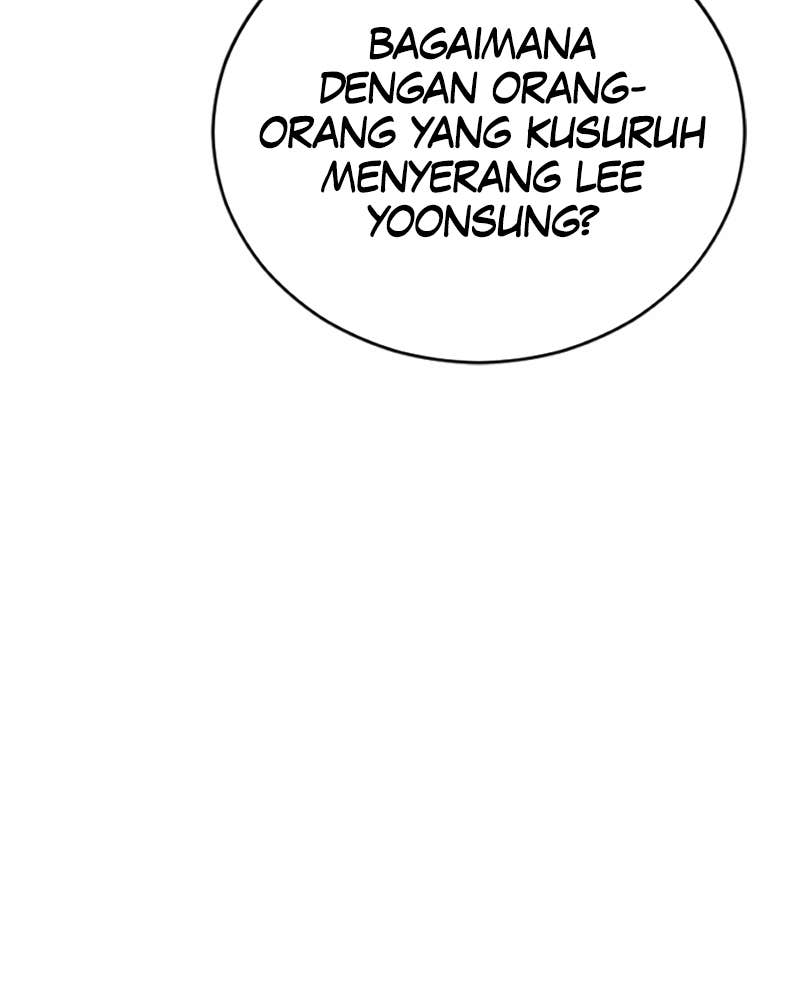 BAGAIMANA
DENGAN ORANG-
ORANG YANG KUSURUH
MENYERANG LEE
YOONSUNG?